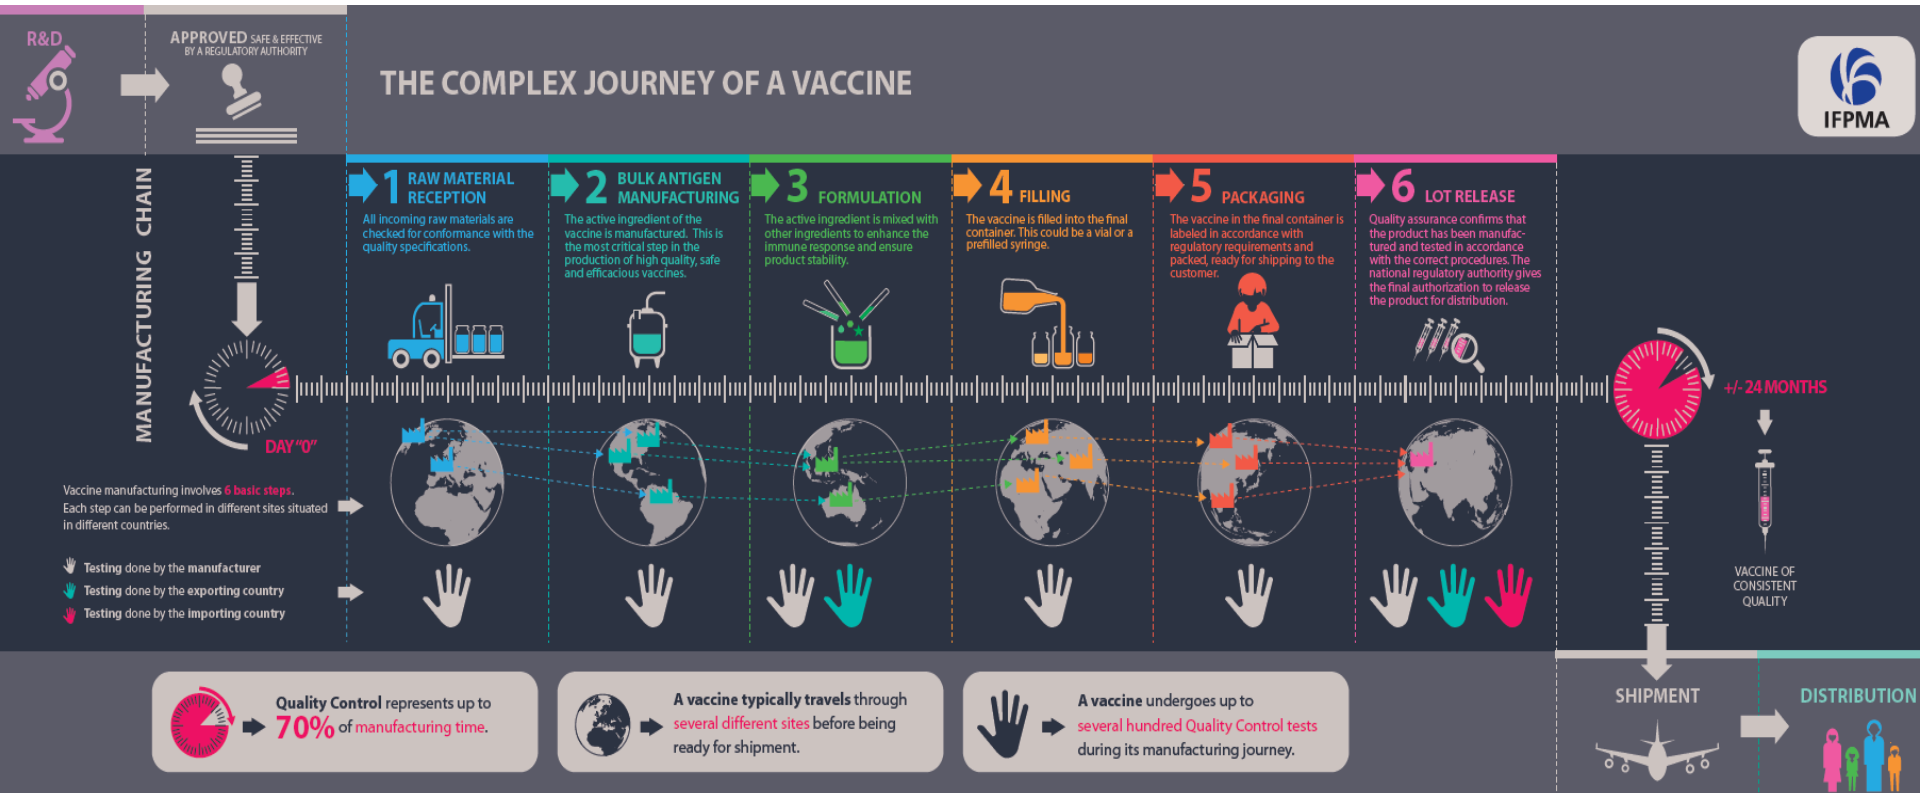 R&D
APPROVED SAFE & EFFECTIVE
BY A REGULATORY AUTHORITY
THE COMPLEX JOURNEY OF A VACCINE
IFPMA
MANUFACTURING CHAIN
1 RAW MATERIAL
RECEPTION
All incoming raw materials are
checked for conformance with the
quality specifications.
2 BULK ANTIGEN
MANUFACTURING
The active ingredient of the
vaccine is manufactured. This is
the most critical step in the
production of high quality, safe
and efficacious vaccines.
3 FORMULATION
The active ingredient is mixed with
other ingredients to enhance the
immune response and ensure
product stability.
4 FILLING
The vaccine is filled into the final
container. This could be a vial or a
prefilled syringe.
5 PACKAGING
The vaccine in the final container is
labeled in accordance with
regulatory requirements and
packed, ready for shipping to the
customer.
6 LOT RELEASE
Quality assurance confirms that
the product has been manufac-
tured and tested in accordance
with the correct procedures. The
national regulatory authority gives
the final authorization to release
the product for distribution.
DAY "0"
+/- 24 MONTHS
Vaccine manufacturing involves 6 basic steps.
Each step can be performed in different sites situated
in different countries.
Testing done by the manufacturer
Testing done by the exporting country
Testing done by the importing country
VACCINE OF
CONSISTENT
QUALITY
Quality Control represents up to
70% of manufacturing time.
A vaccine typically travels through
several different sites before being
ready for shipment.
A vaccine undergoes up to
several hundred Quality Control tests
during its manufacturing journey.
SHIPMENT
DISTRIBUTION